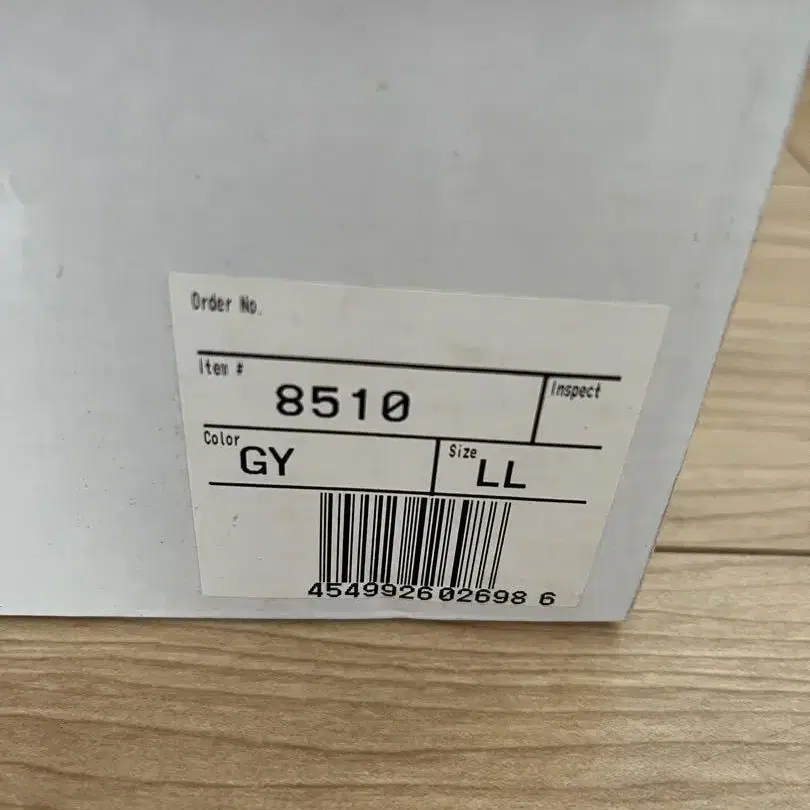 Order No.
Item #
Inspect
8510
Color
GY
Size
LL
454992602698 6